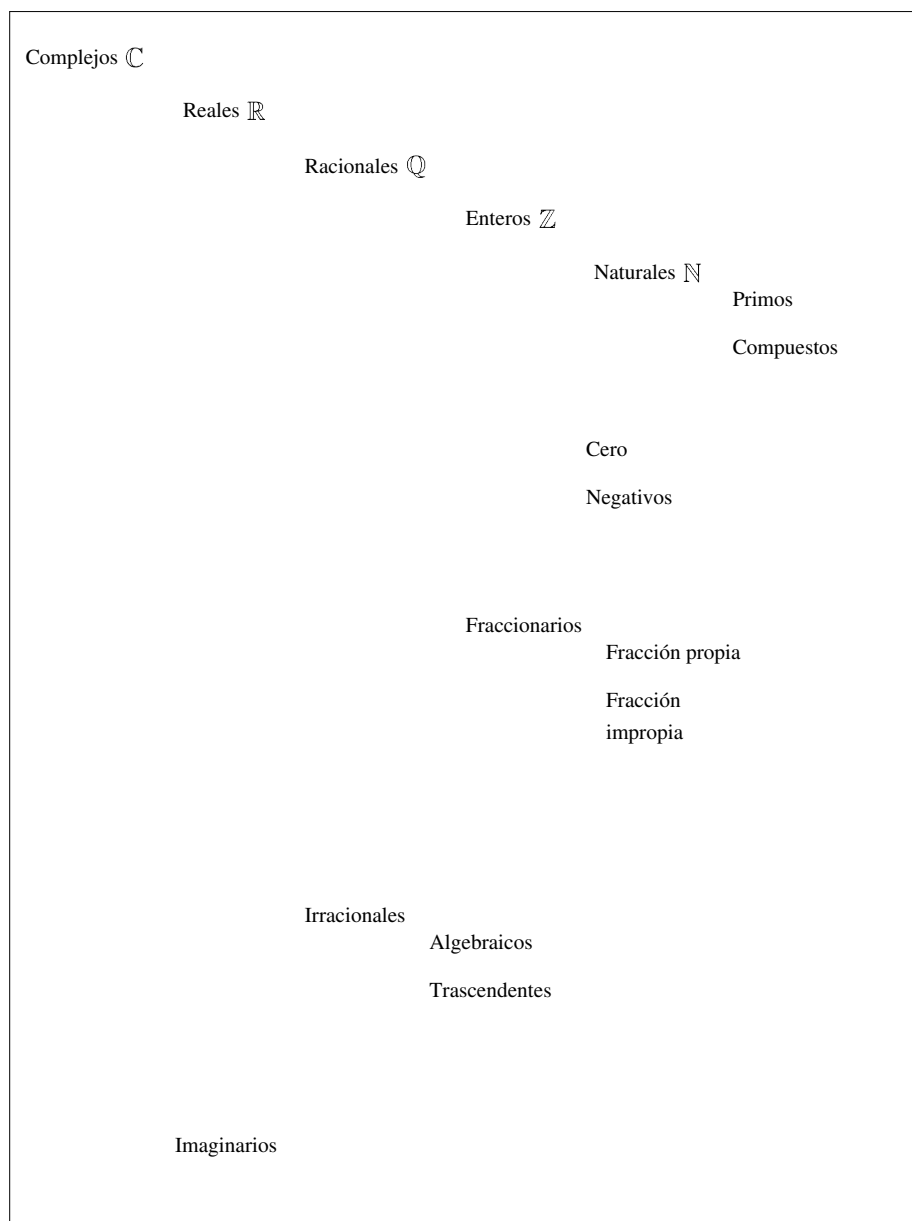 Complejos ℂ
Reales ℝ
Racionales ℚ
Enteros ℤ
Naturales ℕ
Primos
Compuestos
Cero
Negativos
Fraccionarios
Fracción propia
Fracción
impropia
Irracionales
Algebraicos
Trascendentes
Imaginarios